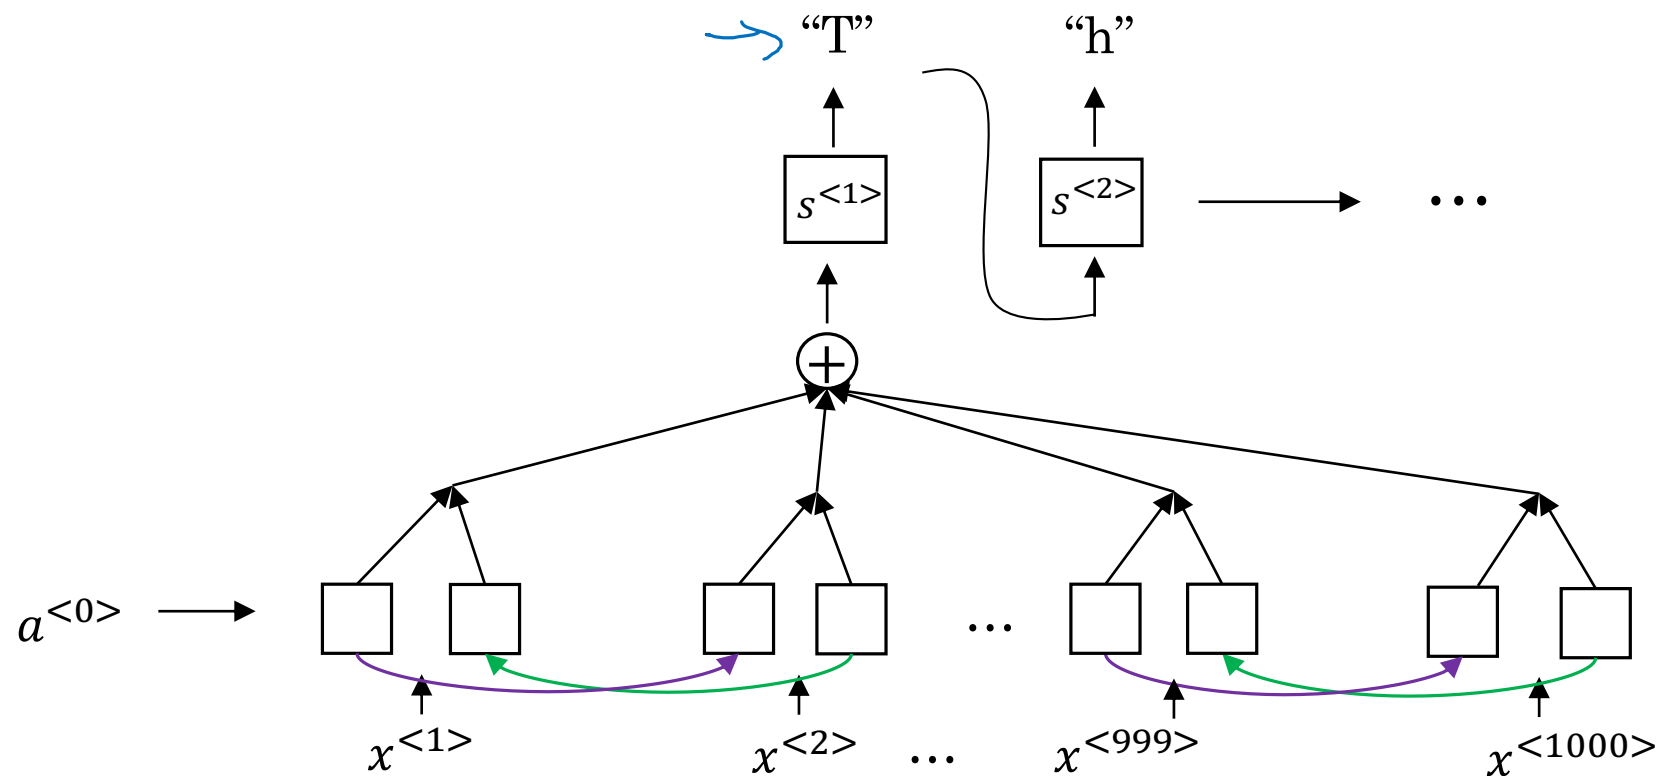 “T” “h”
s<1> s<2> ...
+
a<0> ...
x<1> x<2> ... x<999> x<1000>